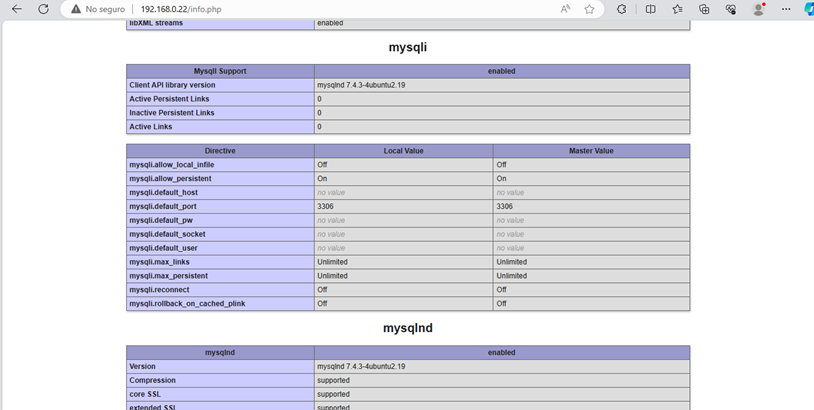 No seguro 192.168.0.22/info.php
libXML streams enabled
mysqli
MysqlI Support enabled
Client API library version mysqlnd 7.4.3-4ubuntu2.19
Active Persistent Links 0
Inactive Persistent Links 0
Active Links 0
Directive Local Value Master Value
mysqli.allow_local_infile Off Off
mysqli.allow_persistent On On
mysqli.default_host no value no value
mysqli.default_port 3306 3306
mysqli.default_pw no value no value
mysqli.default_socket no value no value
mysqli.default_user no value no value
mysqli.max_links Unlimited Unlimited
mysqli.max_persistent Unlimited Unlimited
mysqli.reconnect Off Off
mysqli.rollback_on_cached_plink Off Off
mysqlnd
mysqlnd enabled
Version mysqlnd 7.4.3-4ubuntu2.19
Compression supported
core SSL supported
extended SSL supported